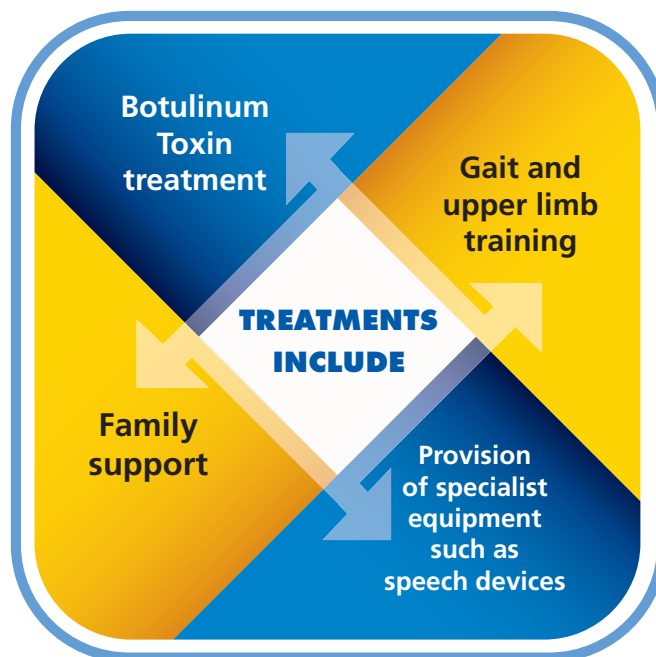 Botulinum
Toxin
treatment
Gait and
upper limb
training
TREATMENTS
INCLUDE
Family
support
Provision
of specialist
equipment
such as
speech devices